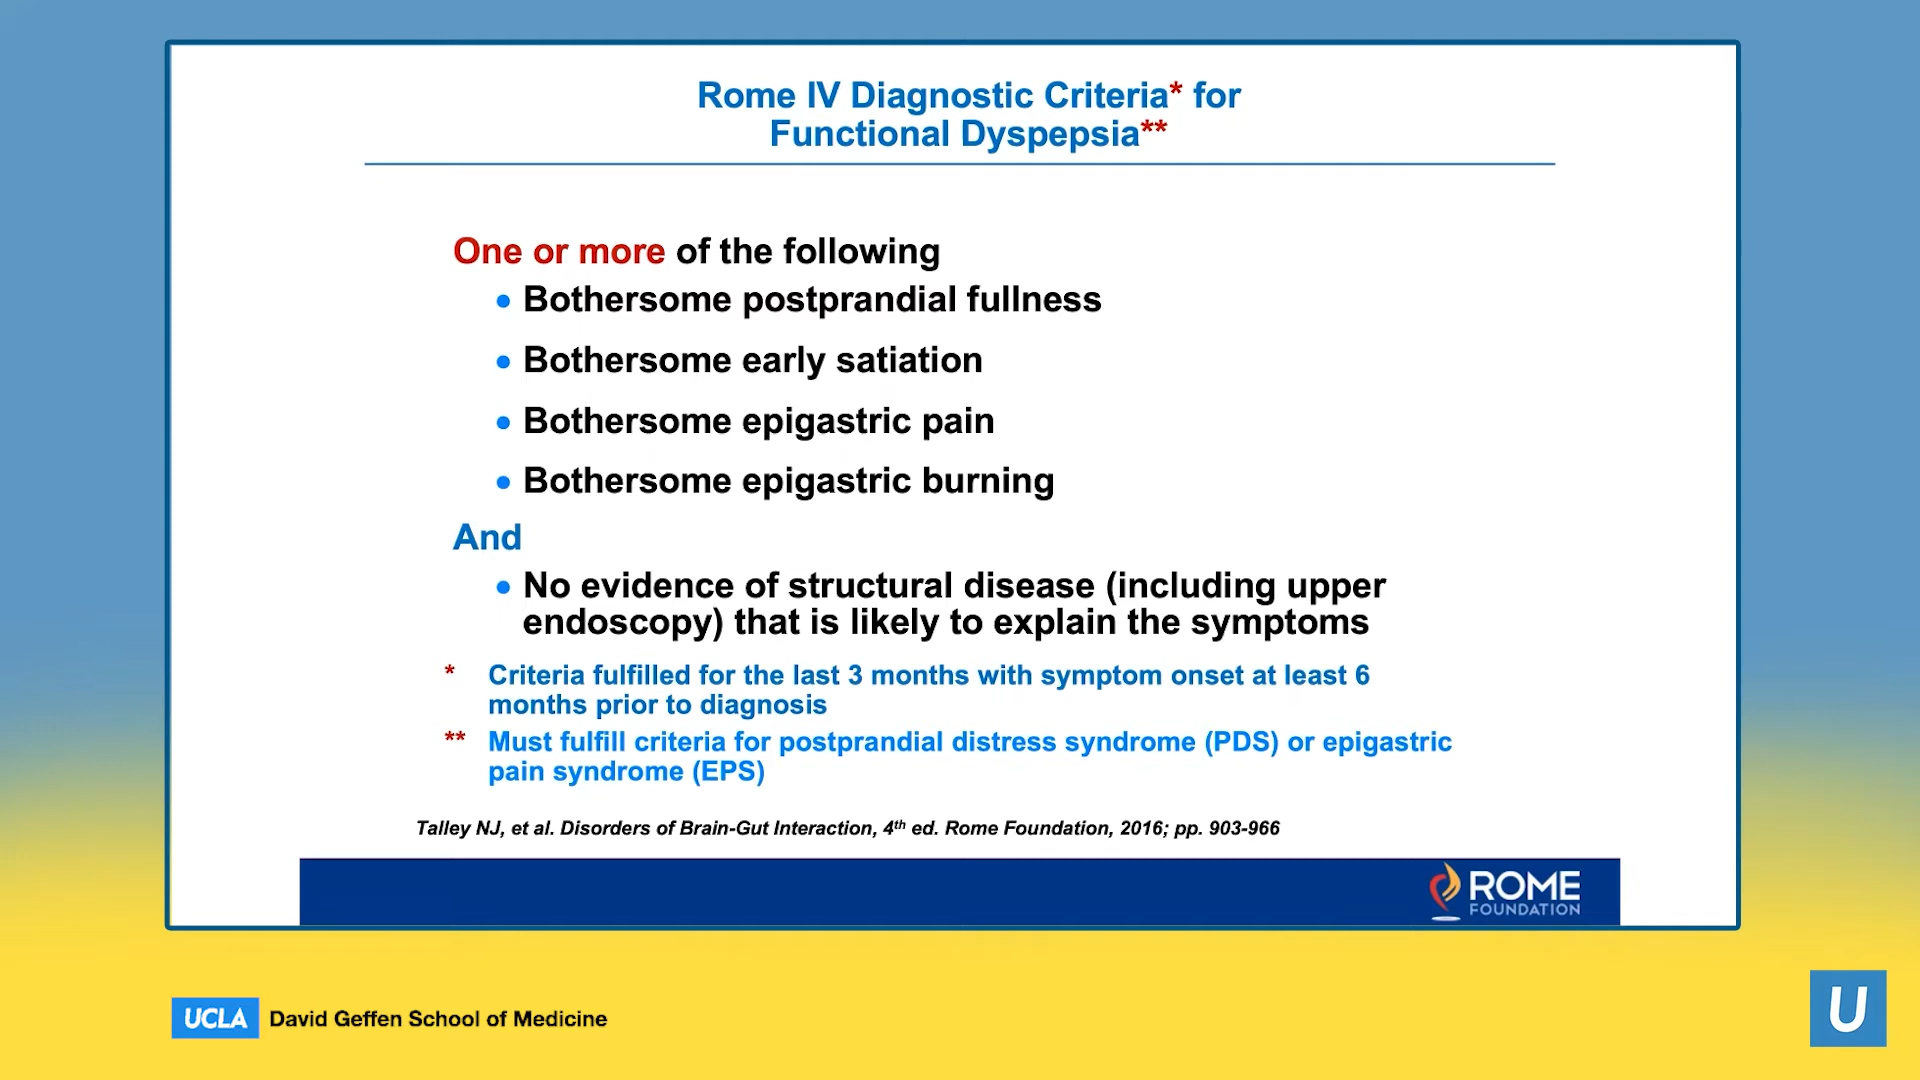 Rome IV Diagnostic Criteria* for
Functional Dyspepsia**
One or more of the following
• Bothersome postprandial fullness
• Bothersome early satiation
• Bothersome epigastric pain
• Bothersome epigastric burning
And
• No evidence of structural disease (including upper
endoscopy) that is likely to explain the symptoms
* Criteria fulfilled for the last 3 months with symptom onset at least 6
months prior to diagnosis
** Must fulfill criteria for postprandial distress syndrome (PDS) or epigastric
pain syndrome (EPS)
Talley NJ, et al. Disorders of Brain-Gut Interaction, 4th ed. Rome Foundation, 2016; pp. 903-966
ROME
FOUNDATION
UCLA David Geffen School of Medicine
U